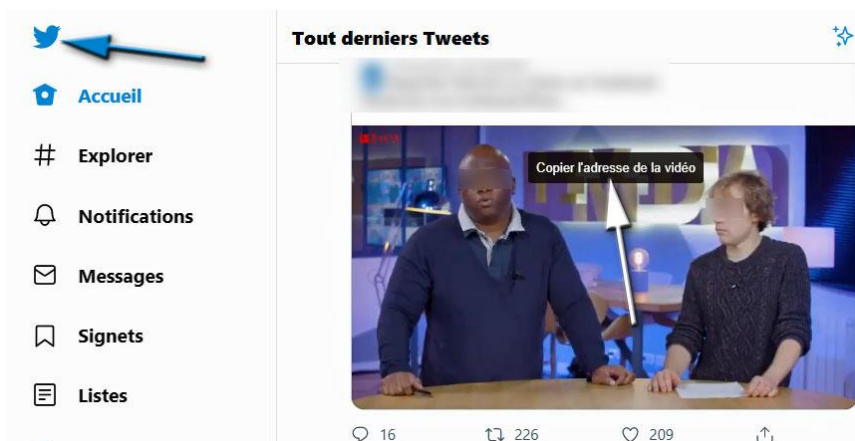 Tout derniers Tweets
Accueil
Explorer
Notifications
Messages
Signets
Listes
Copier l'adresse de la vidéo
16
226
209